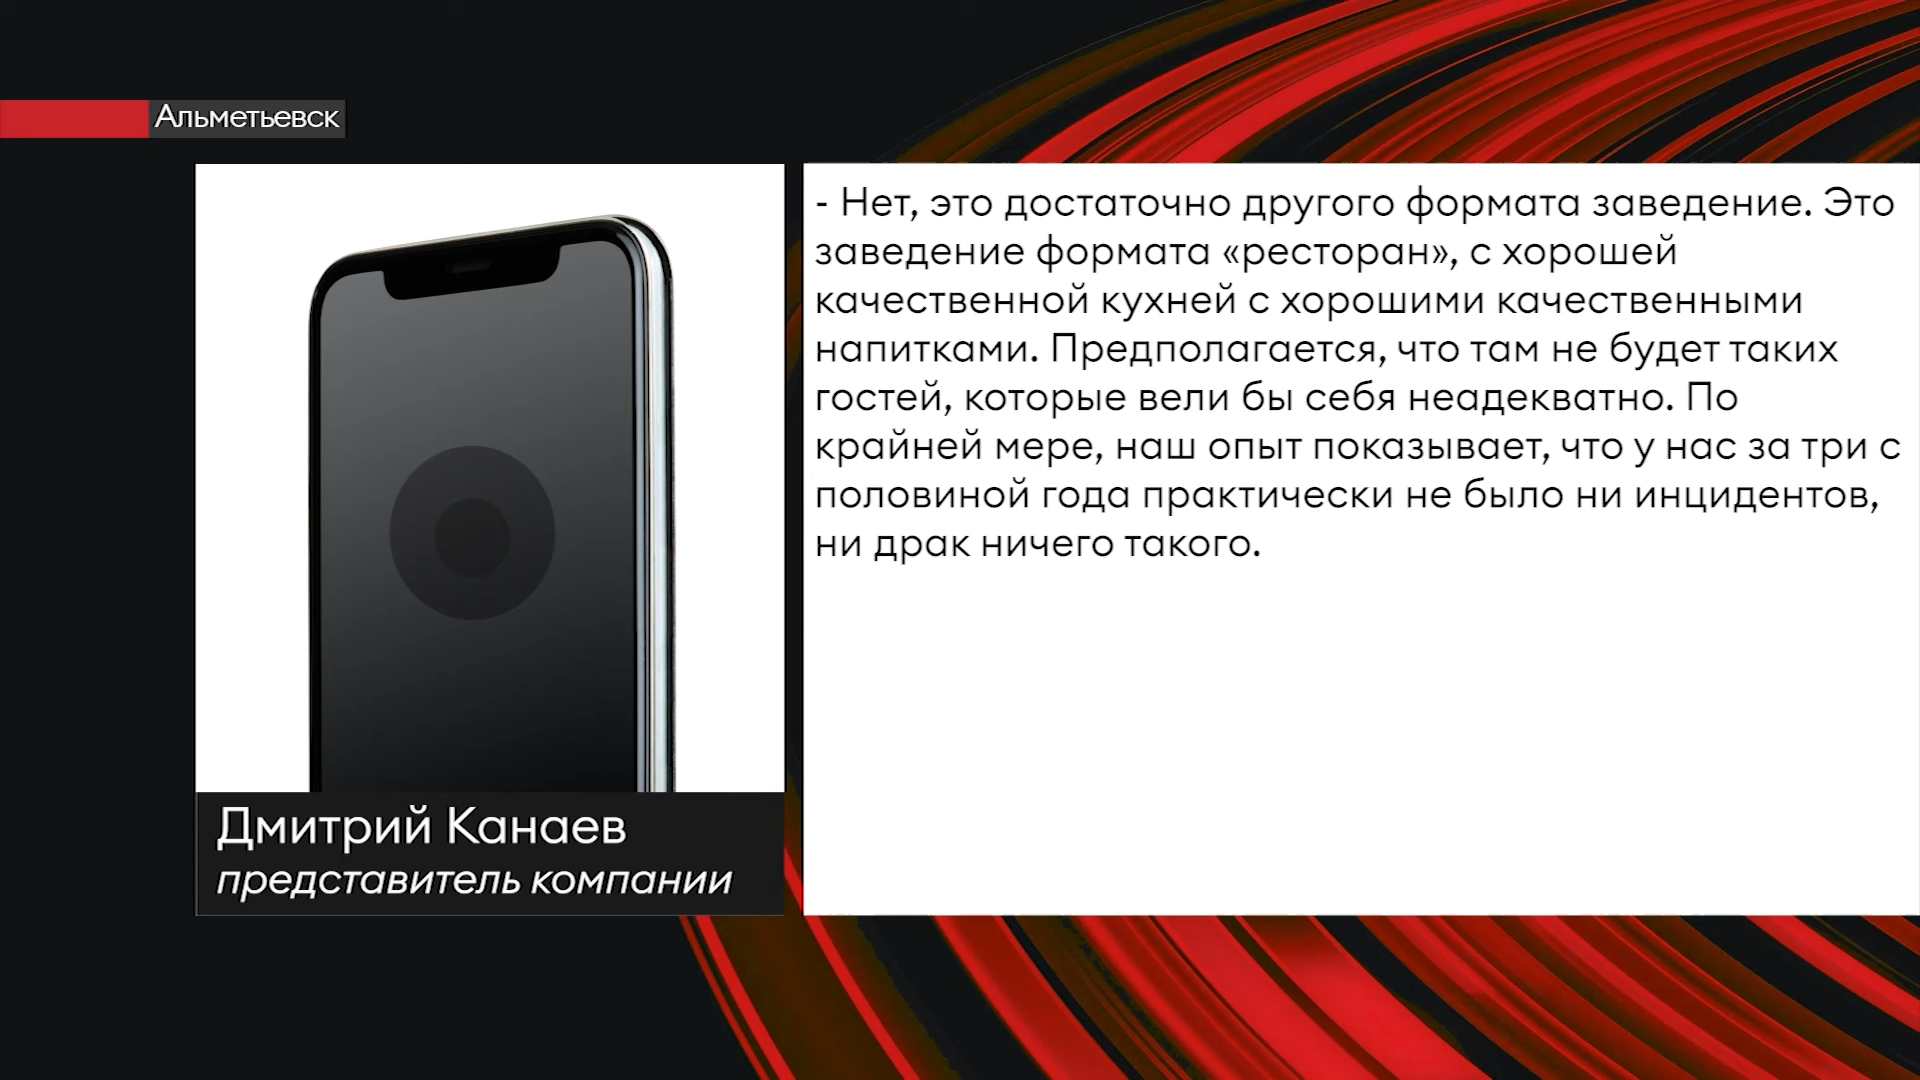 Альметьевск
- Нет, это достаточно другого формата заведение. Это
заведение формата «ресторан», с хорошей
качественной кухней с хорошими качественными
напитками. Предполагается, что там не будет таких
гостей, которые вели бы себя неадекватно. По
крайней мере, наш опыт показывает, что у нас за три с
половиной года практически не было ни инцидентов,
ни драк ничего такого.
Дмитрий Канаев
представитель компании